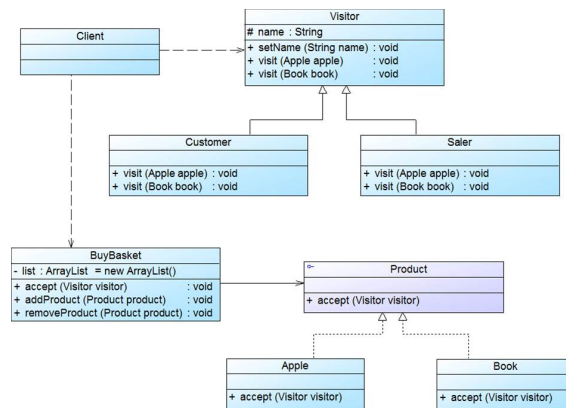 Client
Visitor
# name : String
+ setName (String name) : void
+ visit (Apple apple) : void
+ visit (Book book) : void
Customer
+ visit (Apple apple) : void
+ visit (Book book) : void
Saler
+ visit (Apple apple) : void
+ visit (Book book) : void
BuyBasket
- list : ArrayList = new ArrayList()
+ accept (Visitor visitor) : void
+ addProduct (Product product) : void
+ removeProduct (Product product) : void
Product
+ accept (Visitor visitor)
Apple
+ accept (Visitor visitor)
Book
+ accept (Visitor visitor)